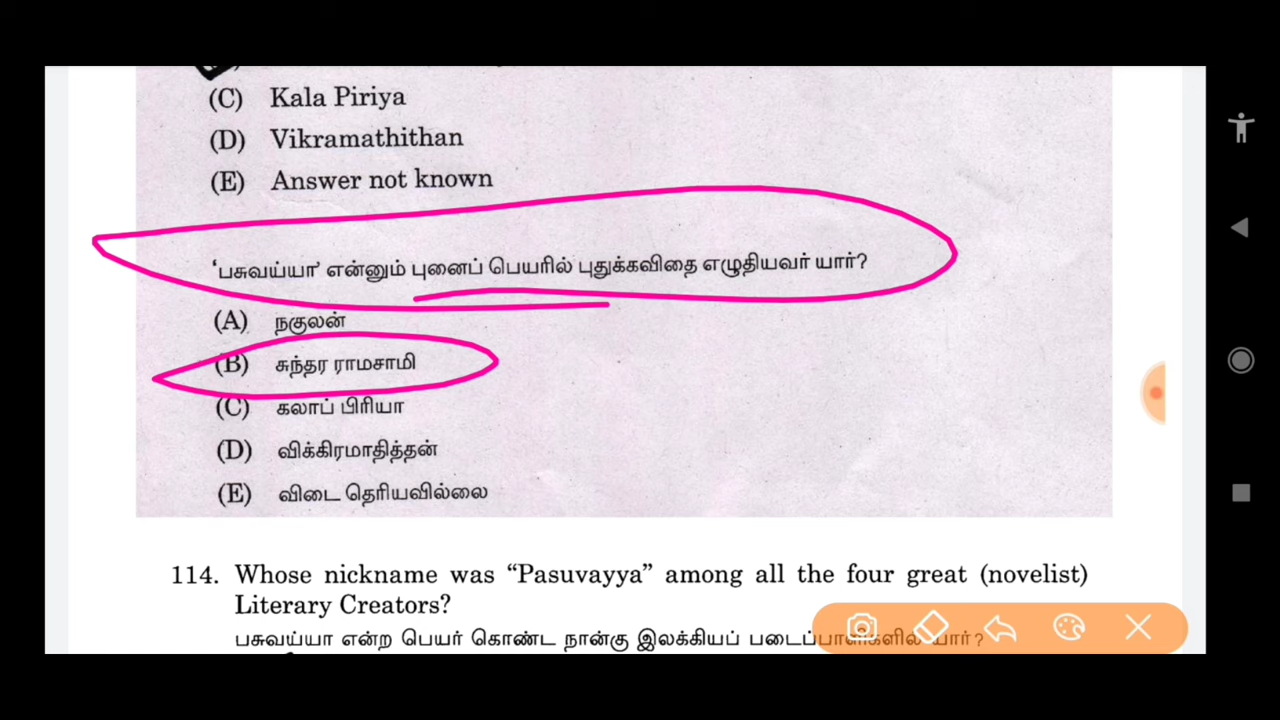 (C) Kala Piriya
(D) Vikramathithan
(E) Answer not known
'பசுவய்யா' என்னும் புனைப் பெயரில் புதுக்கவிதை எழுதியவர் யார்?
(A) நகுலன்
(B) சுந்தர ராமசாமி
(C) கலாப் பிரியா
(D) விக்கிரமாதித்தன்
(E) விடை தெரியவில்லை
114. Whose nickname was “Pasuvayya” among all the four great (novelist)
Literary Creators?
பசுவய்யா என்ற பெயர் கொண்ட நான்கு இலக்கியப் படைப்பாளிகளில் யார்?